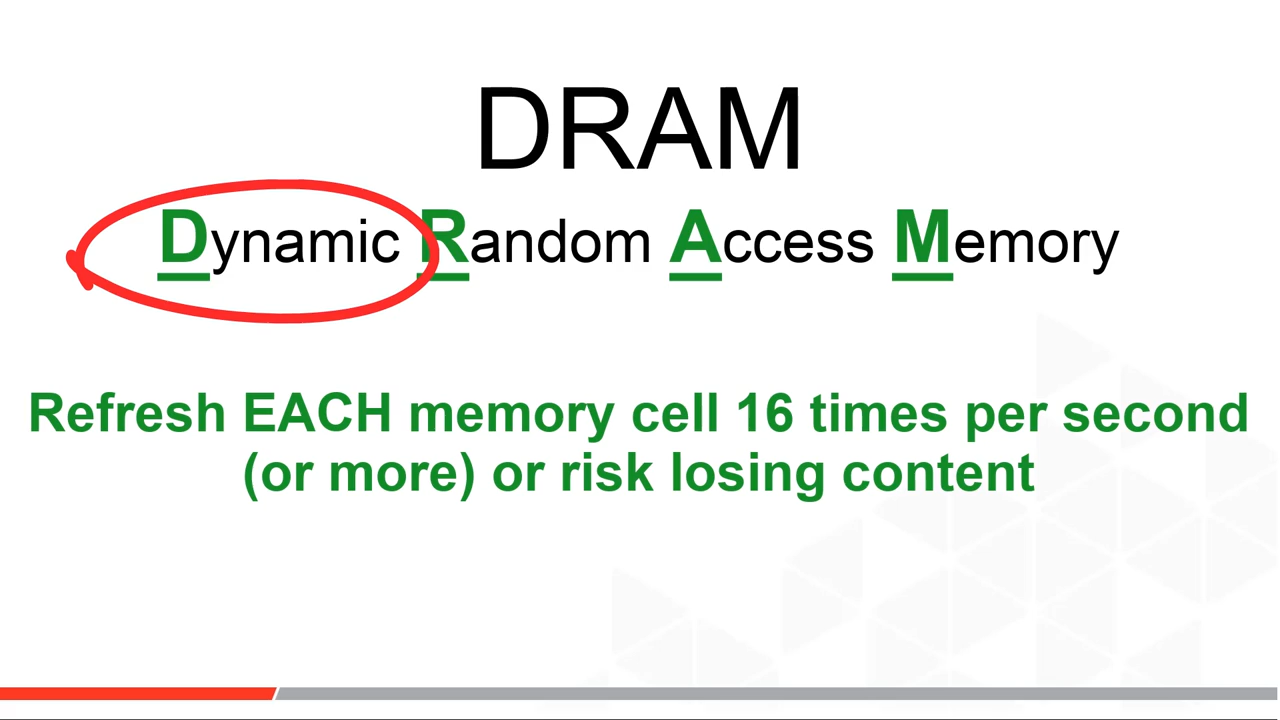 DRAM
Dynamic Random Access Memory
Refresh EACH memory cell 16 times per second
(or more) or risk losing content